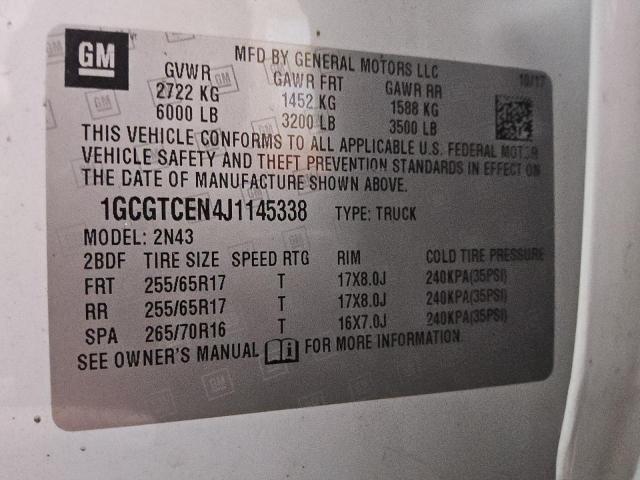 GM
MFD BY GENERAL MOTORS LLC
10/17
GVWR GAWR FRT GAWR RR
2722 KG 1452 KG 1588 KG
6000 LB 3200 LB 3500 LB
THIS VEHICLE CONFORMS TO ALL APPLICABLE U.S. FEDERAL MOTOR
VEHICLE SAFETY AND THEFT PREVENTION STANDARDS IN EFFECT ON
THE DATE OF MANUFACTURE SHOWN ABOVE.
1GCGTCEN4J1145338 TYPE: TRUCK
MODEL: 2N43
2BDF TIRE SIZE SPEED RTG RIM COLD TIRE PRESSURE
FRT 255/65R17 T 17X8.0J 240KPA(35PSI)
RR 255/65R17 T 17X8.0J 240KPA(35PSI)
SPA 265/70R16 T 16X7.0J 240KPA(35PSI)
SEE OWNER'S MANUAL i FOR MORE INFORMATION.